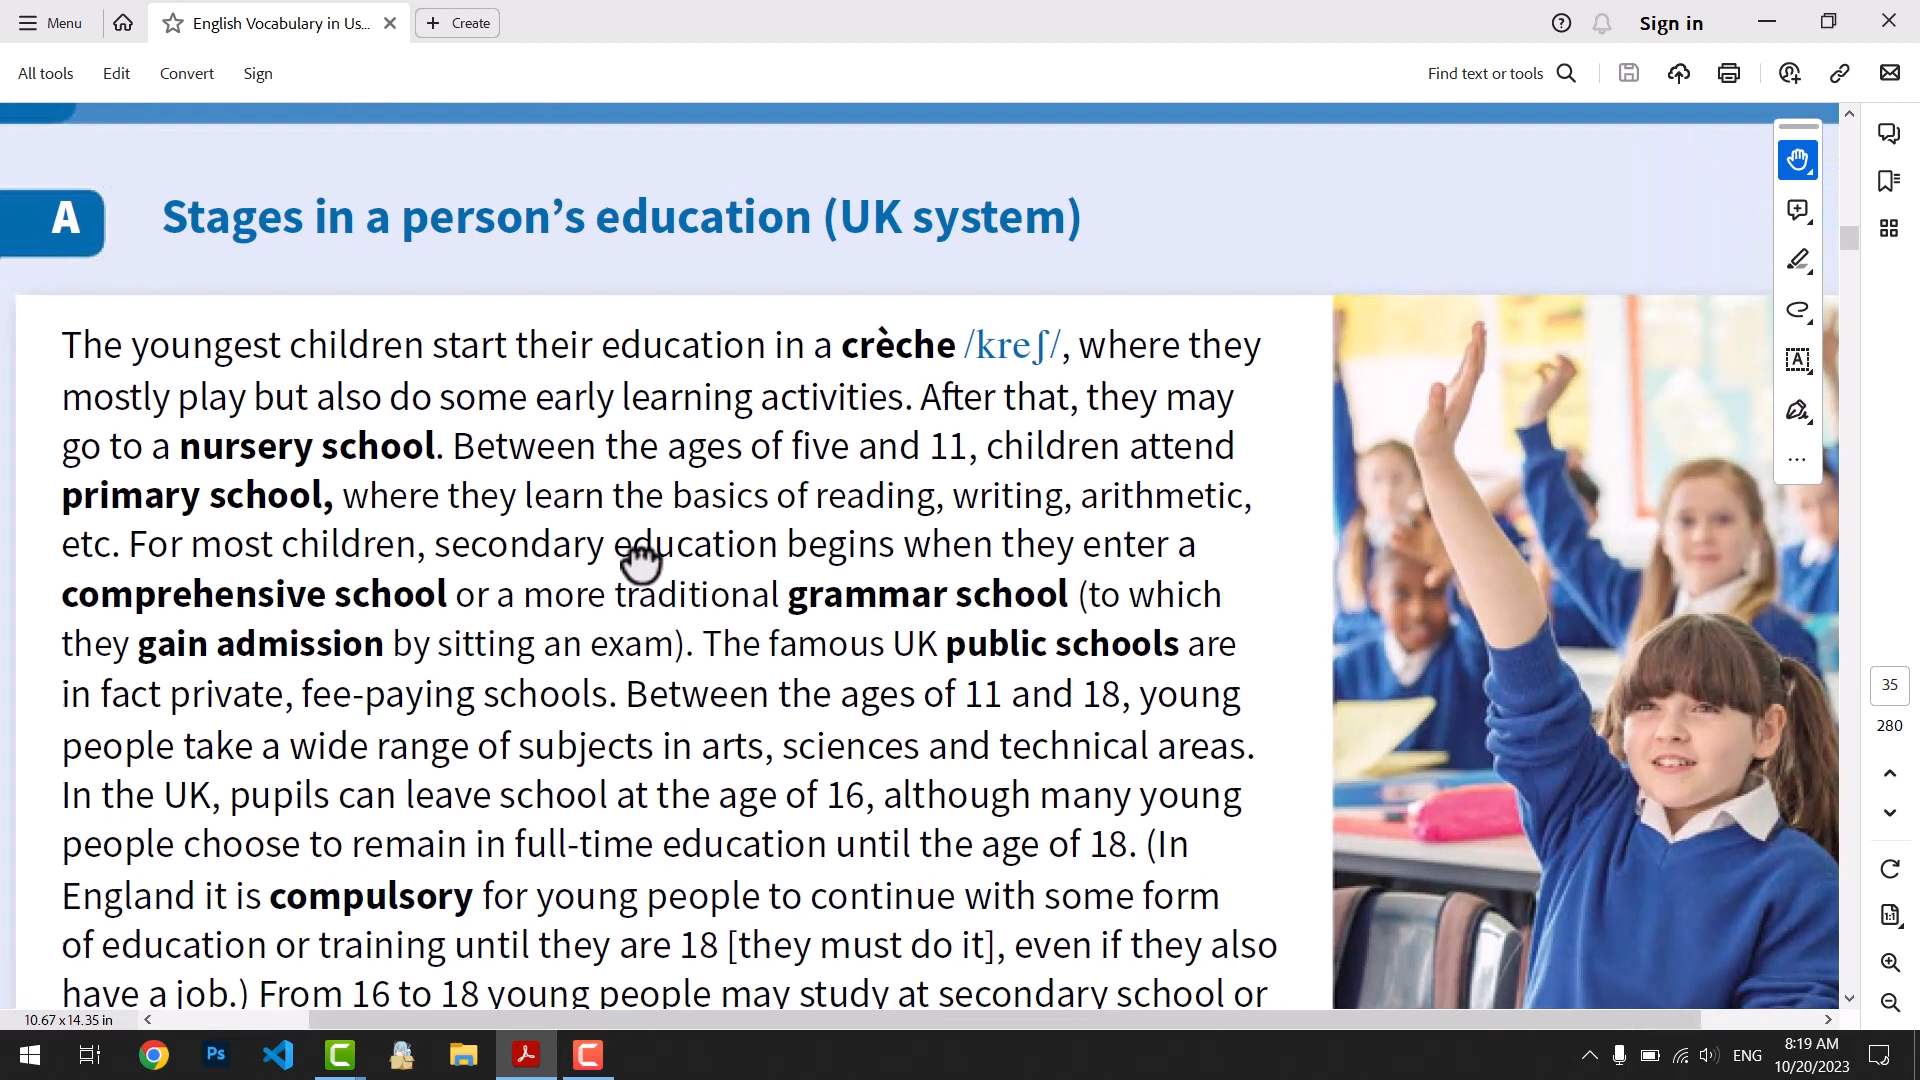 Menu
English Vocabulary in Us...
Create
Sign in
All tools
Edit
Convert
Sign
Find text or tools
A
Stages in a person’s education (UK system)
The youngest children start their education in a crèche /kreʃ/, where they
mostly play but also do some early learning activities. After that, they may
go to a nursery school. Between the ages of five and 11, children attend
primary school, where they learn the basics of reading, writing, arithmetic,
etc. For most children, secondary education begins when they enter a
comprehensive school or a more traditional grammar school (to which
they gain admission by sitting an exam). The famous UK public schools are
in fact private, fee-paying schools. Between the ages of 11 and 18, young
people take a wide range of subjects in arts, sciences and technical areas.
In the UK, pupils can leave school at the age of 16, although many young
people choose to remain in full-time education until the age of 18. (In
England it is compulsory for young people to continue with some form
of education or training until they are 18 [they must do it], even if they also
have a job.) From 16 to 18 young people may study at secondary school or
35
280
10.67 x 14.35 in
Ps
ENG
8:19 AM
10/20/2023